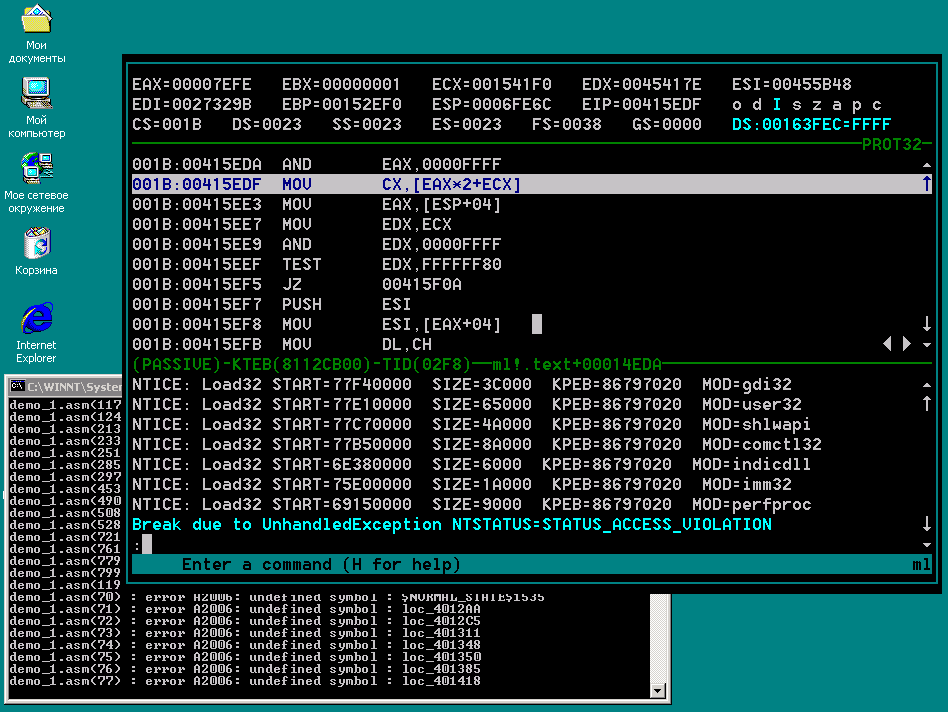 Мои
документы
Мой
компьютер
Мое сетевое
окружение
Корзина
Internet
Explorer
EAX=00007EFE EBX=00000001 ECX=001541F0 EDX=0045417E ESI=00455B48
EDI=0027329B EBP=00152EF0 ESP=0006FE6C EIP=00415EDF o d I s z a p c
CS=001B DS=0023 SS=0023 ES=0023 FS=0038 GS=0000 DS:00163FEC=FFFF
PROT32
001B:00415EDA AND EAX,0000FFFF
001B:00415EDF MOV CX,[EAX*2+ECX]
001B:00415EE3 MOV EAX,[ESP+04]
001B:00415EE7 MOV EDX,ECX
001B:00415EE9 AND EDX,0000FFFF
001B:00415EEF TEST EDX,FFFFFF80
001B:00415EF5 JZ 00415F0A
001B:00415EF7 PUSH ESI
001B:00415EF8 MOV ESI,[EAX+04]
001B:00415EFB MOV DL,CH
(PASSIVE)-KTEB(8112CB00)-TID(02F8)—ml!.text+00014EDA
NTICE: Load32 START=77F40000 SIZE=3C000 KPEB=86797020 MOD=gdi32
NTICE: Load32 START=77E10000 SIZE=65000 KPEB=86797020 MOD=user32
NTICE: Load32 START=77C70000 SIZE=4A000 KPEB=86797020 MOD=shlwapi
NTICE: Load32 START=77B50000 SIZE=8A000 KPEB=86797020 MOD=comctl32
NTICE: Load32 START=6E380000 SIZE=6000 KPEB=86797020 MOD=indicdll
NTICE: Load32 START=75E00000 SIZE=1A000 KPEB=86797020 MOD=imm32
NTICE: Load32 START=69150000 SIZE=9000 KPEB=86797020 MOD=perfproc
Break due to UnhandledException NTSTATUS=STATUS_ACCESS_VIOLATION
:
Enter a command (H for help) ml
C:\WINNT\System
demo_1.asm(117
demo_1.asm(124
demo_1.asm(213
demo_1.asm(233
demo_1.asm(251
demo_1.asm(285
demo_1.asm(297
demo_1.asm(453
demo_1.asm(490
demo_1.asm(508
demo_1.asm(528
demo_1.asm(721
demo_1.asm(761
demo_1.asm(779
demo_1.asm(799
demo_1.asm(119
demo_1.asm(70) : error A2006: undefined symbol : $NORMAL_STATE$1535
demo_1.asm(71) : error A2006: undefined symbol : loc_4012AA
demo_1.asm(72) : error A2006: undefined symbol : loc_4012C5
demo_1.asm(73) : error A2006: undefined symbol : loc_401311
demo_1.asm(74) : error A2006: undefined symbol : loc_401348
demo_1.asm(75) : error A2006: undefined symbol : loc_401350
demo_1.asm(76) : error A2006: undefined symbol : loc_401385
demo_1.asm(77) : error A2006: undefined symbol : loc_401418